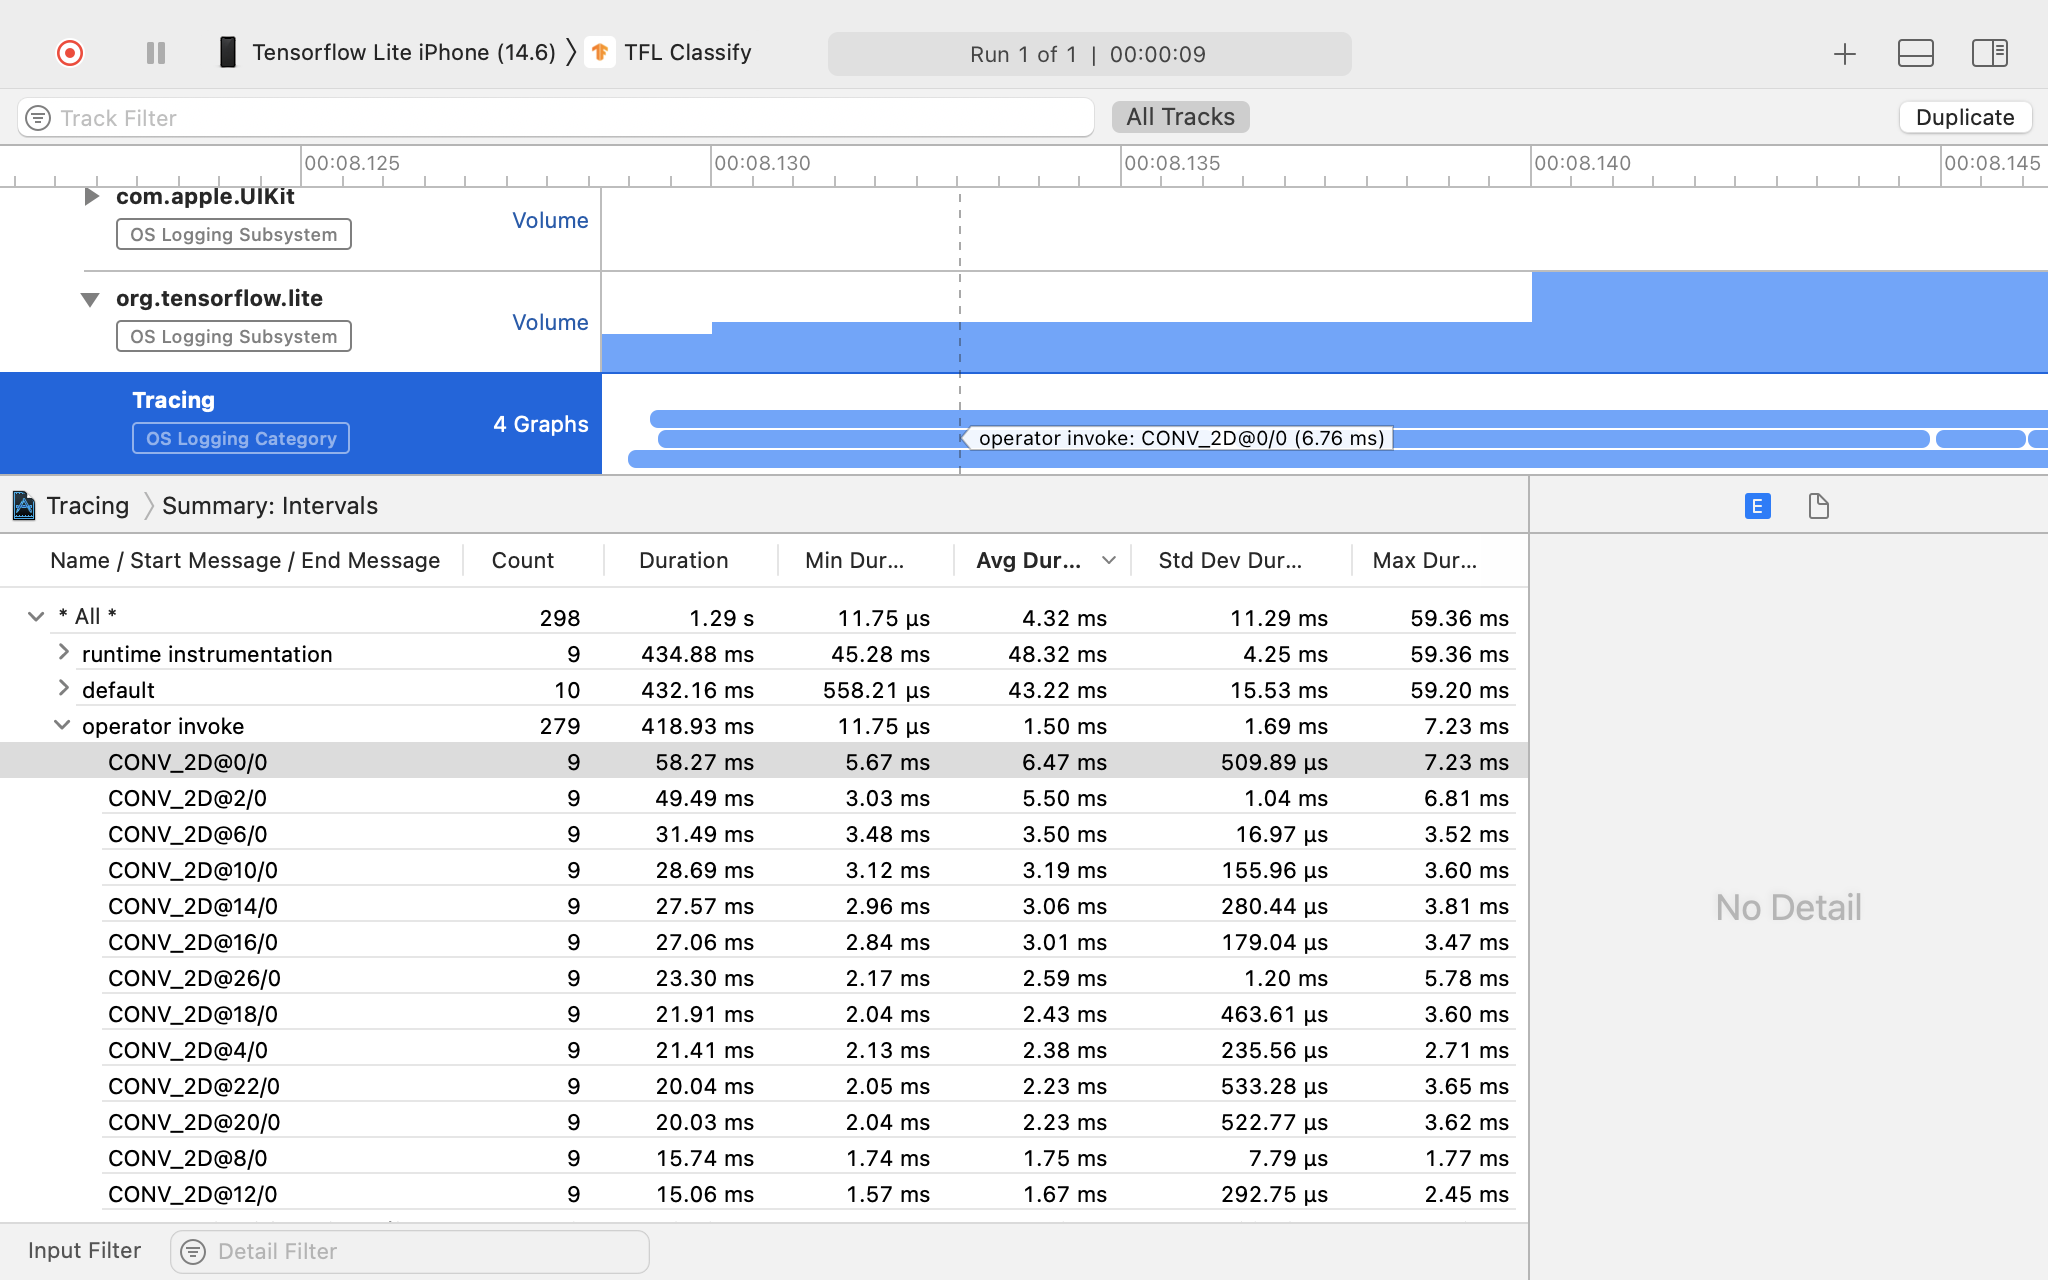 Tensorflow Lite iPhone (14.6) 〉 TFL Classify
Run 1 of 1 | 00:00:09
Track Filter
All Tracks
Duplicate
00:08.125 00:08.130 00:08.135 00:08.140 00:08.145
com.apple.UIKit
OS Logging Subsystem
Volume
org.tensorflow.lite
OS Logging Subsystem
Volume
Tracing
OS Logging Category
4 Graphs
operator invoke: CONV_2D@0/0 (6.76 ms)
Tracing 〉 Summary: Intervals
E
Name / Start Message / End Message Count Duration Min Dur... Avg Dur... Std Dev Dur... Max Dur...
* All * 298 1.29 s 11.75 µs 4.32 ms 11.29 ms 59.36 ms
runtime instrumentation 9 434.88 ms 45.28 ms 48.32 ms 4.25 ms 59.36 ms
default 10 432.16 ms 558.21 µs 43.22 ms 15.53 ms 59.20 ms
operator invoke 279 418.93 ms 11.75 µs 1.50 ms 1.69 ms 7.23 ms
CONV_2D@0/0 9 58.27 ms 5.67 ms 6.47 ms 509.89 µs 7.23 ms
CONV_2D@2/0 9 49.49 ms 3.03 ms 5.50 ms 1.04 ms 6.81 ms
CONV_2D@6/0 9 31.49 ms 3.48 ms 3.50 ms 16.97 µs 3.52 ms
CONV_2D@10/0 9 28.69 ms 3.12 ms 3.19 ms 155.96 µs 3.60 ms
CONV_2D@14/0 9 27.57 ms 2.96 ms 3.06 ms 280.44 µs 3.81 ms
CONV_2D@16/0 9 27.06 ms 2.84 ms 3.01 ms 179.04 µs 3.47 ms
CONV_2D@26/0 9 23.30 ms 2.17 ms 2.59 ms 1.20 ms 5.78 ms
CONV_2D@18/0 9 21.91 ms 2.04 ms 2.43 ms 463.61 µs 3.60 ms
CONV_2D@4/0 9 21.41 ms 2.13 ms 2.38 ms 235.56 µs 2.71 ms
CONV_2D@22/0 9 20.04 ms 2.05 ms 2.23 ms 533.28 µs 3.65 ms
CONV_2D@20/0 9 20.03 ms 2.04 ms 2.23 ms 522.77 µs 3.62 ms
CONV_2D@8/0 9 15.74 ms 1.74 ms 1.75 ms 7.79 µs 1.77 ms
CONV_2D@12/0 9 15.06 ms 1.57 ms 1.67 ms 292.75 µs 2.45 ms
No Detail
Input Filter
Detail Filter